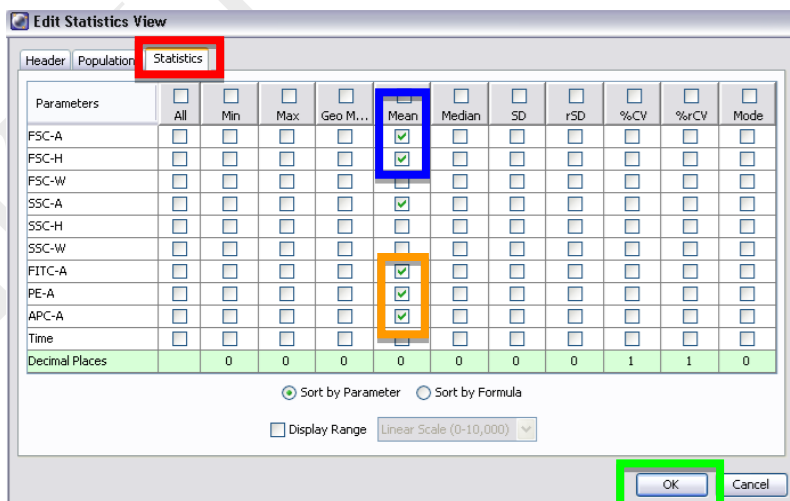 Edit Statistics View
Header Population Statistics
Parameters All Min Max Geo M... Mean Median SD rSD %CV %rCV Mode
FSC-A
FSC-H
FSC-W
SSC-A
SSC-H
SSC-W
FITC-A
PE-A
APC-A
Time
Decimal Places 0 0 0 0 0 0 0 1 1 0
Sort by Parameter Sort by Formula
Display Range Linear Scale (0-10,000)
OK Cancel